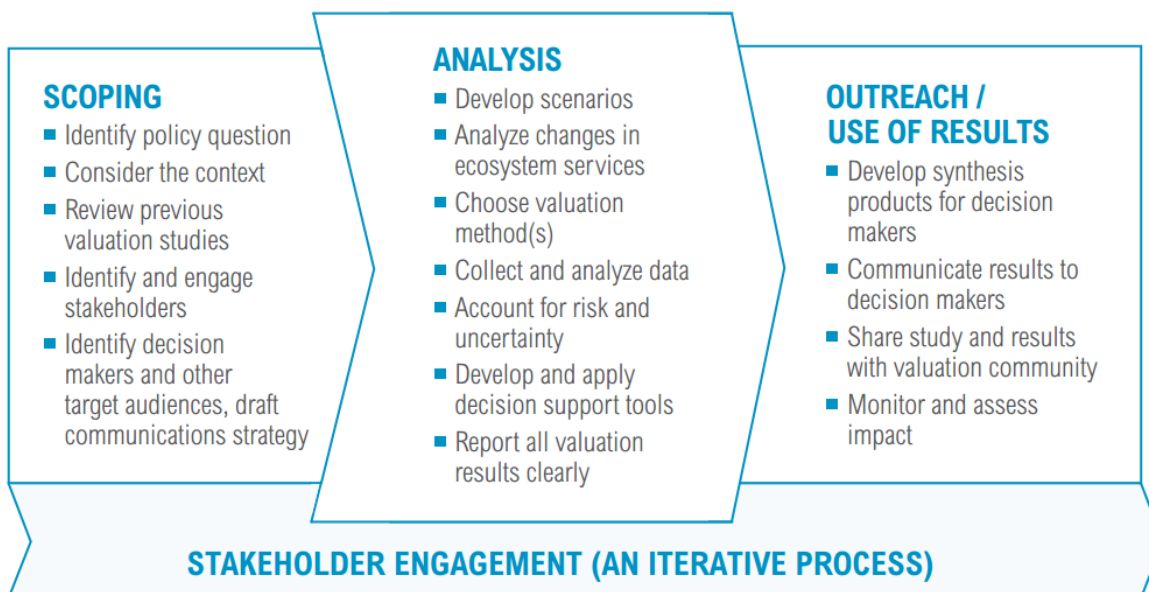 SCOPING
Identify policy question
Consider the context
Review previous
valuation studies
Identify and engage
stakeholders
Identify decision
makers and other
target audiences, draft
communications strategy
ANALYSIS
Develop scenarios
Analyze changes in
ecosystem services
Choose valuation
method(s)
Collect and analyze data
Account for risk and
uncertainty
Develop and apply
decision support tools
Report all valuation
results clearly
OUTREACH /
USE OF RESULTS
Develop synthesis
products for decision
makers
Communicate results to
decision makers
Share study and results
with valuation community
Monitor and assess
impact
STAKEHOLDER ENGAGEMENT (AN ITERATIVE PROCESS)